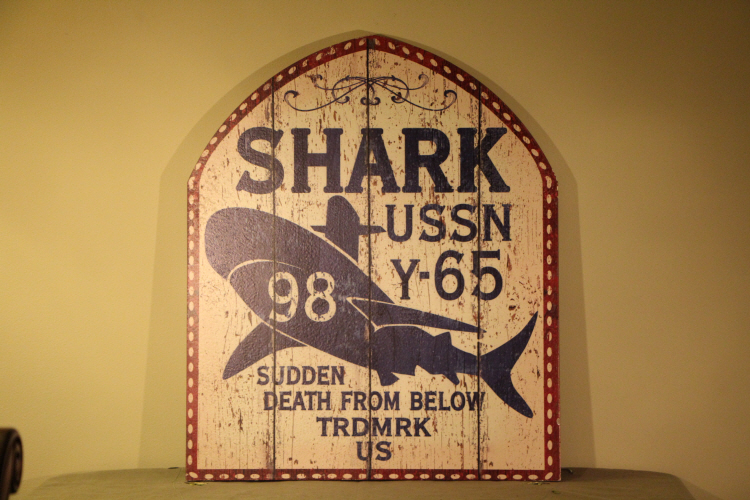 SHARK
USSN
Y-65
98
SUDDEN
DEATH FROM BELOW
TRDMRK
US